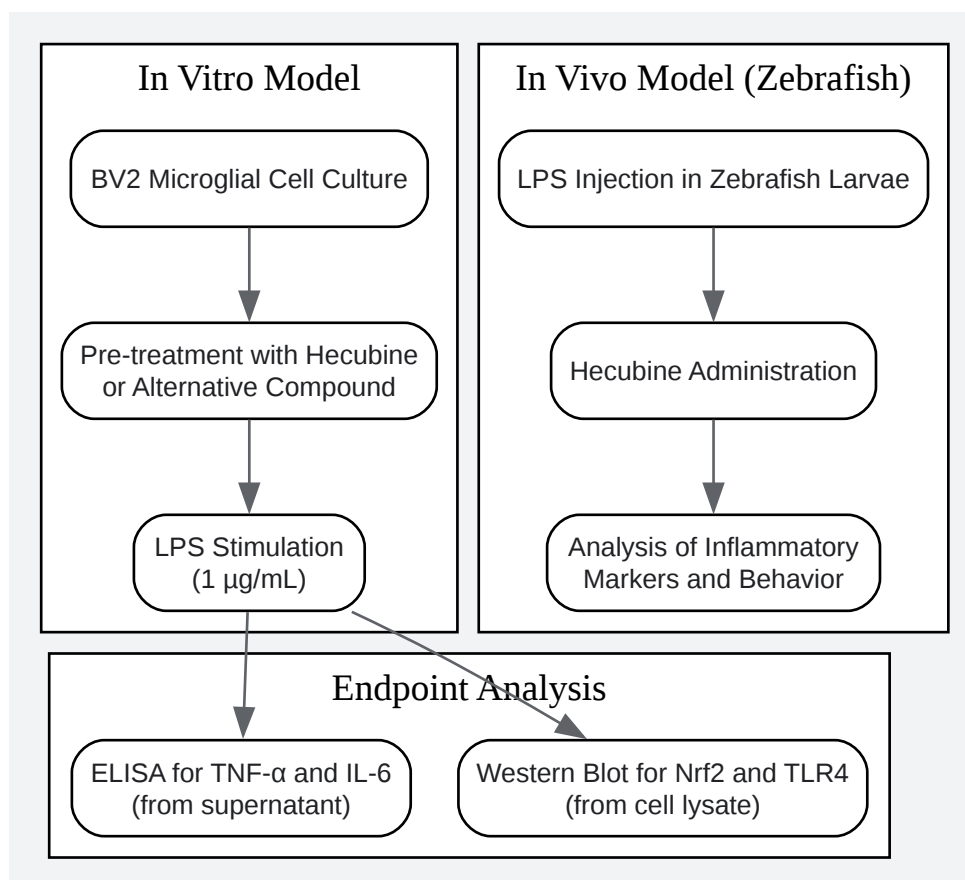 In Vitro Model
BV2 Microglial Cell Culture
Pre-treatment with Hecubine
or Alternative Compound
LPS Stimulation
(1 µg/mL)
In Vivo Model (Zebrafish)
LPS Injection in Zebrafish Larvae
Hecubine Administration
Analysis of Inflammatory
Markers and Behavior
Endpoint Analysis
ELISA for TNF-α and IL-6
(from supernatant)
Western Blot for Nrf2 and TLR4
(from cell lysate)